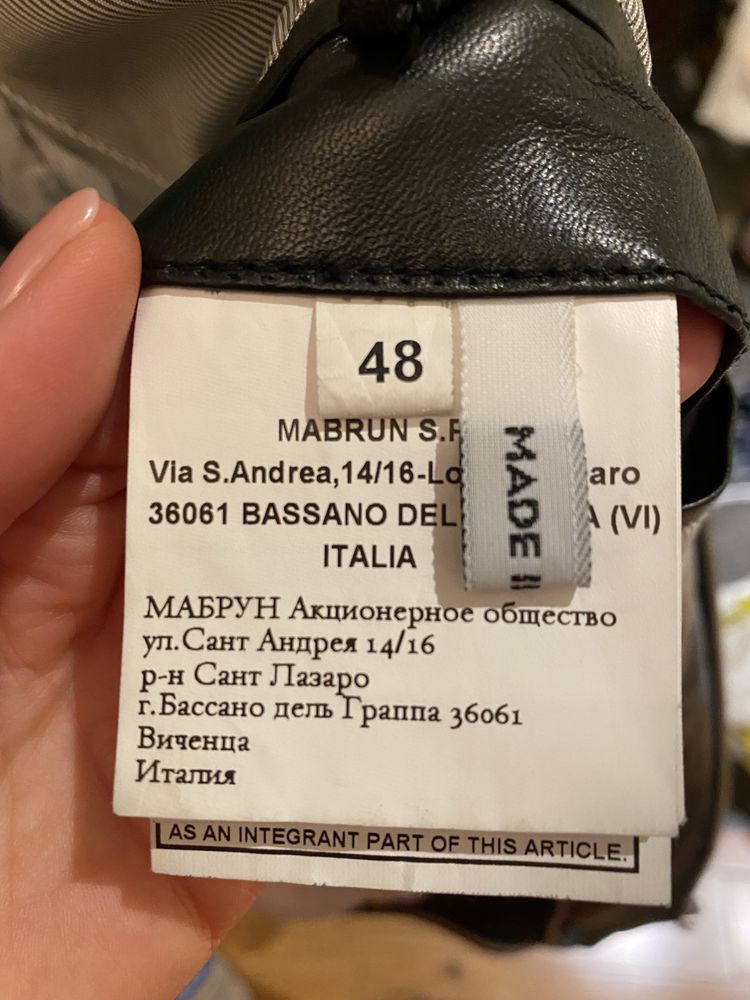 48
MABRUN S.P
Via S.Andrea,14/16-Lo aro
36061 BASSANO DEL A (VI)
ITALIA
MADE I
МАБРУН Акционерное общество
ул.Сант Андрея 14/16
р-н Сант Лазаро
г.Бассано дель Граппа 36061
Виченца
Италия
AS AN INTEGRANT PART OF THIS ARTICLE.